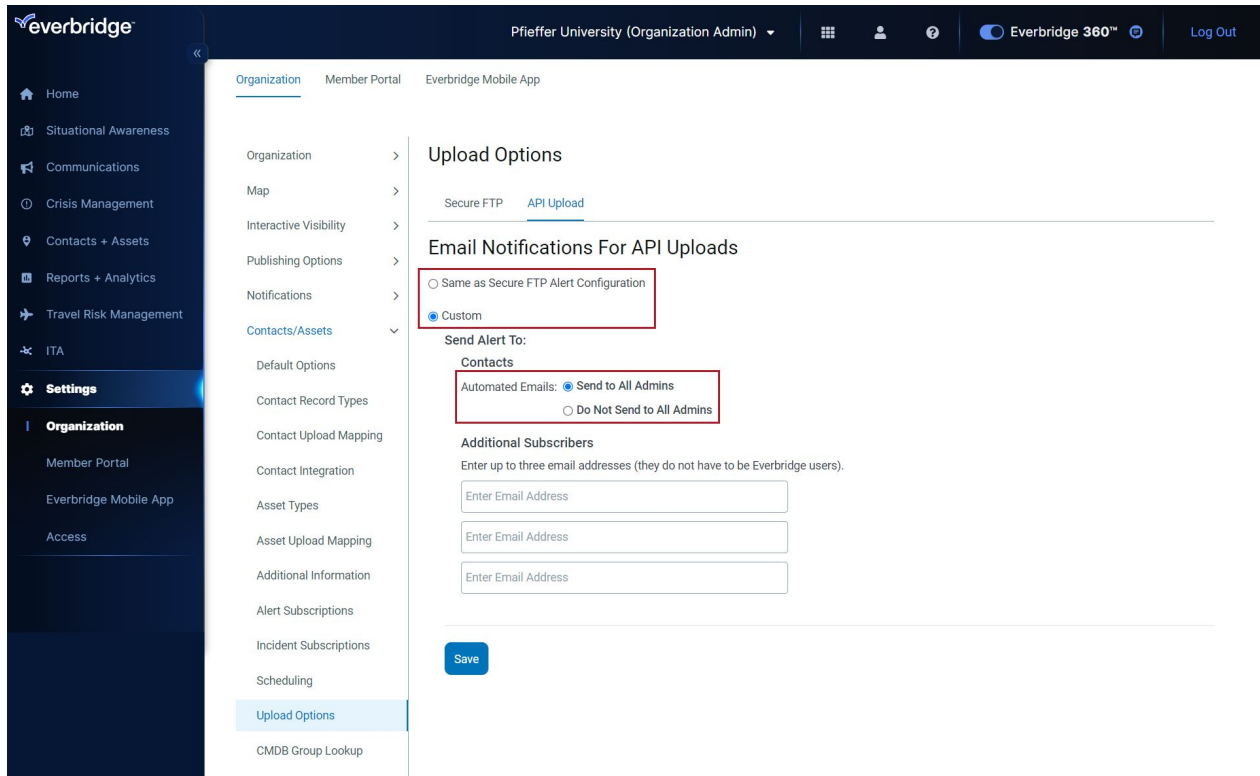 everbridge™
Pfieffer University (Organization Admin)
Everbridge 360™
Log Out
«
Home
Situational Awareness
Communications
Crisis Management
Contacts + Assets
Reports + Analytics
Travel Risk Management
ITA
Settings
Organization
Member Portal
Everbridge Mobile App
Access
Organization Member Portal Everbridge Mobile App
Organization
Map
Interactive Visibility
Publishing Options
Notifications
Contacts/Assets
Default Options
Contact Record Types
Contact Upload Mapping
Contact Integration
Asset Types
Asset Upload Mapping
Additional Information
Alert Subscriptions
Incident Subscriptions
Scheduling
Upload Options
CMDB Group Lookup
Upload Options
Secure FTP API Upload
Email Notifications For API Uploads
Same as Secure FTP Alert Configuration
Custom
Send Alert To:
Contacts
Automated Emails: Send to All Admins
Do Not Send to All Admins
Additional Subscribers
Enter up to three email addresses (they do not have to be Everbridge users).
Enter Email Address
Enter Email Address
Enter Email Address
Save